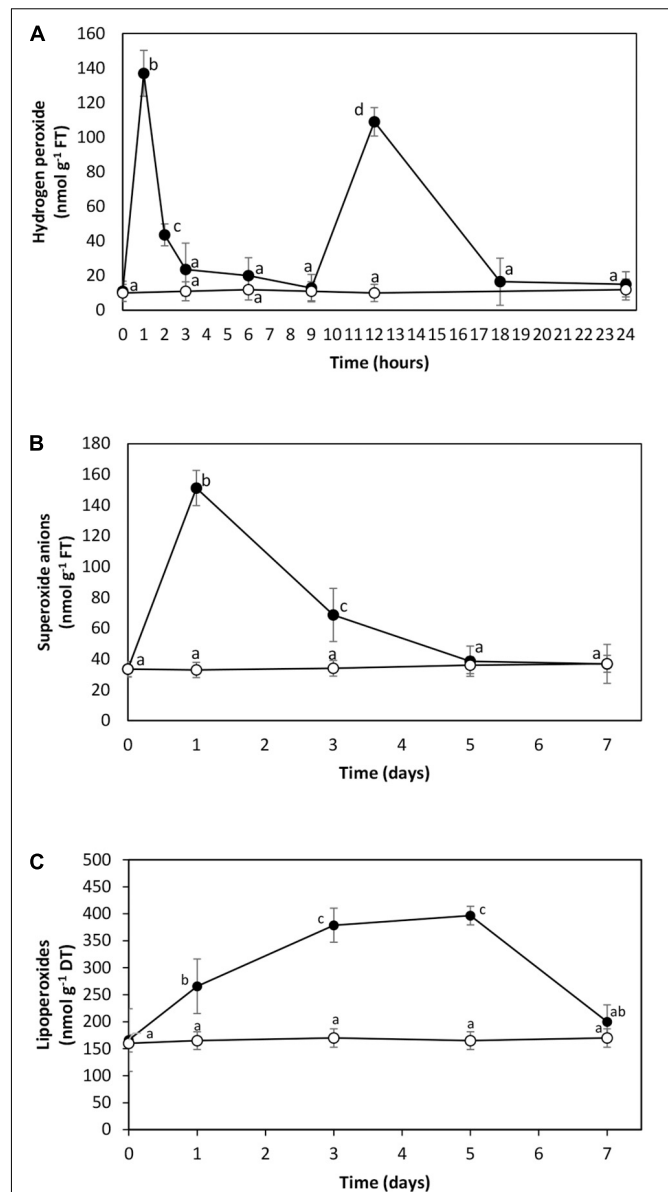 A
Hydrogen peroxide
(nmol g-1 FT)
160
140
120
100
80
60
40
20
0
b
c
a
a
a
d
a
a
a
a
a
a
0 1 2 3 4 5 6 7 8 9 10 11 12 13 14 15 16 17 18 19 20 21 22 23 24
Time (hours)
B
Superoxide anions
(nmol g-1 FT)
180
160
140
120
100
80
60
40
20
0
b
c
a
a
a
a
a
0 1 2 3 4 5 6 7
Time (days)
C
Lipoperoxides
(nmol g-1 DT)
500
450
400
350
300
250
200
150
100
50
0
b
c
c
ab
a
a
a
a
a
0 1 2 3 4 5 6 7
Time (days)